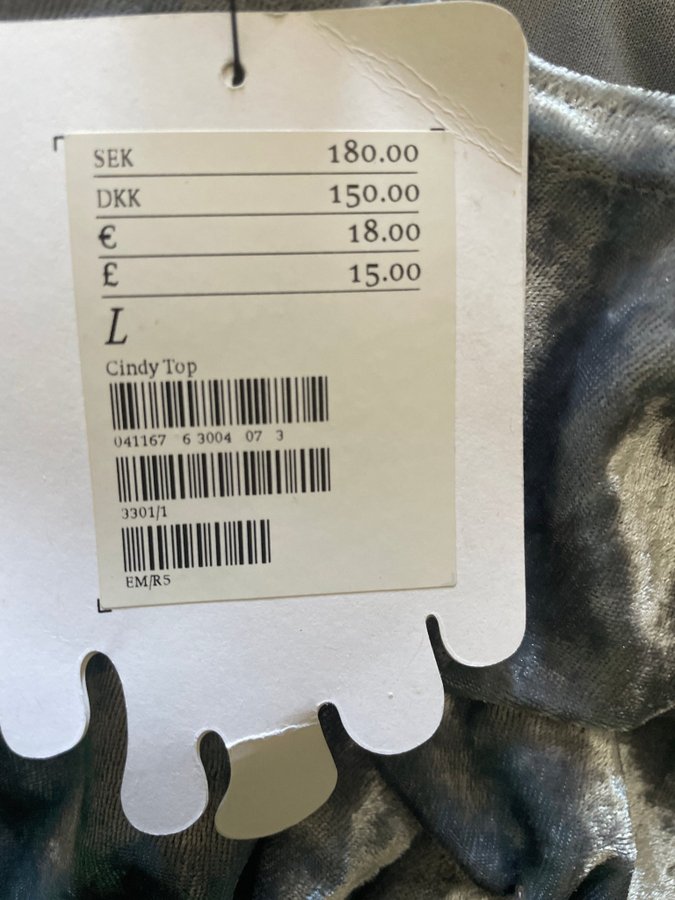 SEK 180.00
DKK 150.00
€ 18.00
£ 15.00
L
Cindy Top
041167 6 3004 07 3
3301/1
EM/R5